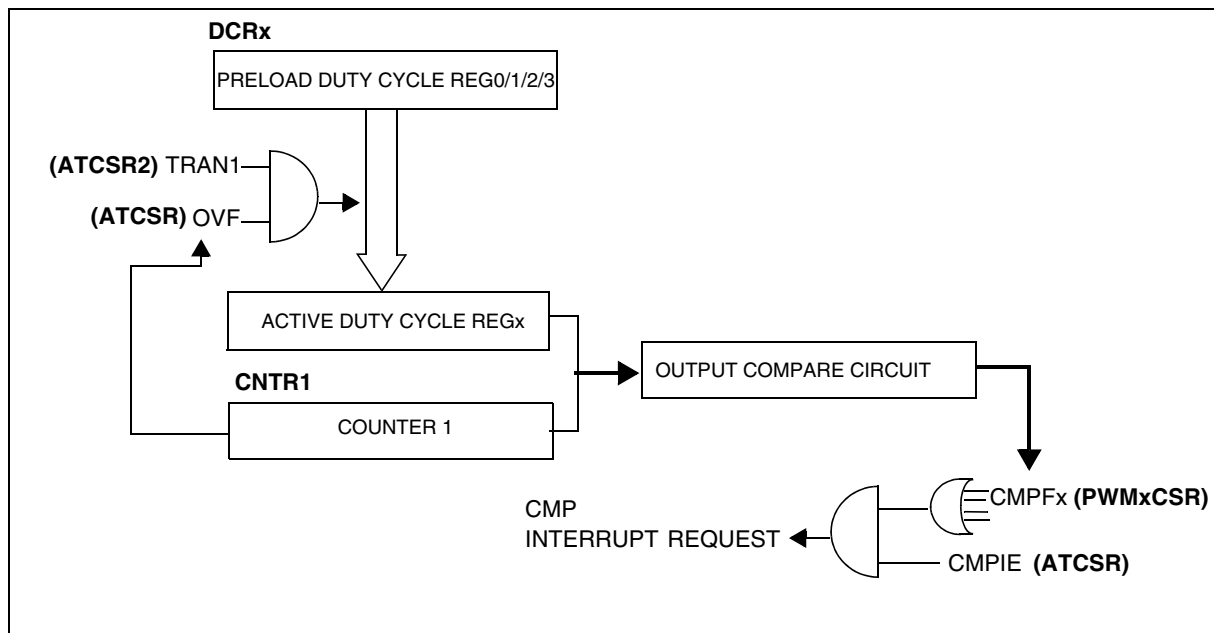 DCRx
PRELOAD DUTY CYCLE REG0/1/2/3
(ATCSR2) TRAN1
(ATCSR) OVF
ACTIVE DUTY CYCLE REGx
CNTR1
OUTPUT COMPARE CIRCUIT
COUNTER 1
CMPFx (PWMxCSR)
CMP
INTERRUPT REQUEST
CMPIE (ATCSR)